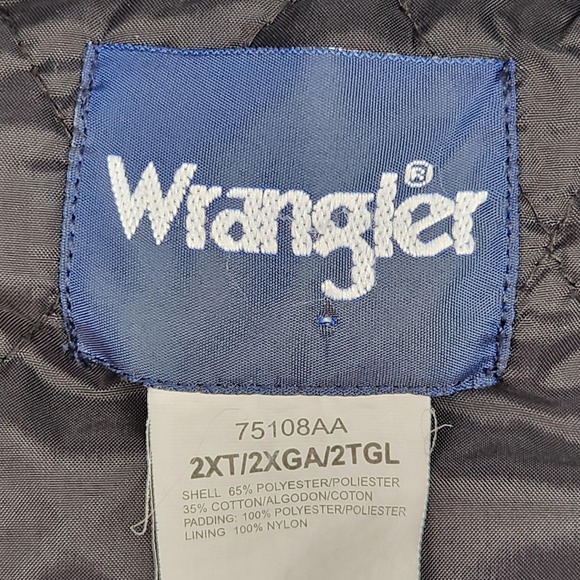 Wrangler®
75108AA
2XT/2XGA/2TGL
SHELL 65% POLYESTER/POLIESTER
35% COTTON/ALGODON/COTON
PADDING: 100% POLYESTER/POLIESTER
LINING 100% NYLON